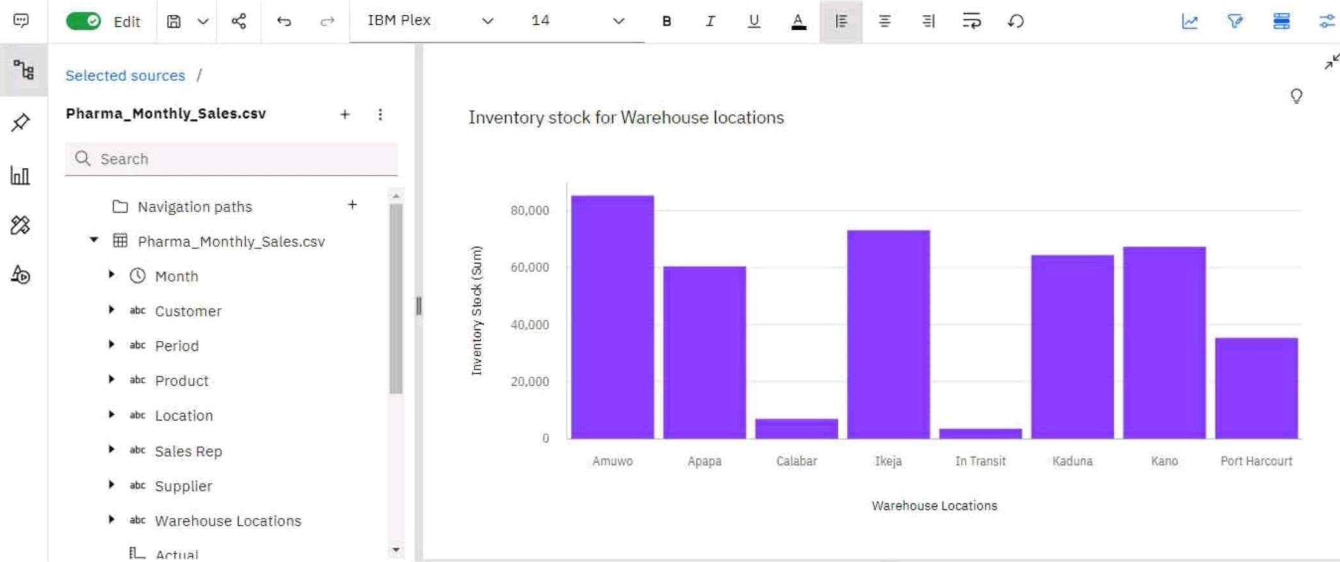 Edit
IBM Plex
14
B I U A
Selected sources /
Pharma_Monthly_Sales.csv
Search
Navigation paths
Pharma_Monthly_Sales.csv
Month
abc Customer
abc Period
abc Product
abc Location
abc Sales Rep
abc Supplier
abc Warehouse Locations
Actual
Inventory stock for Warehouse locations
Inventory Stock (Sum)
80,000
60,000
40,000
20,000
0
Amuwo Apapa Calabar Ikeja In Transit Kaduna Kano Port Harcourt
Warehouse Locations